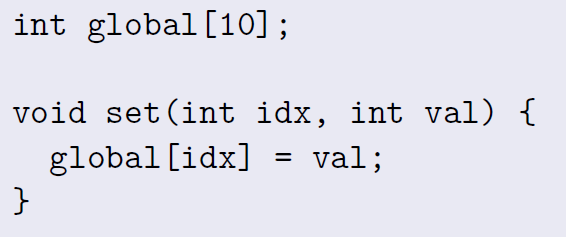 int global[10];
void set(int idx, int val) {
global[idx] = val;
}